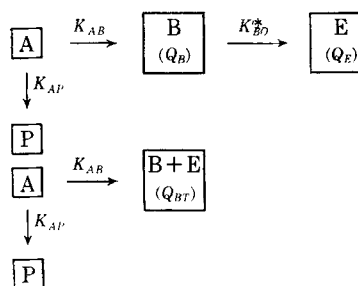 A K_AB B (Q_B) K*_BO E (Q_E)
K_AP
P
A K_AB B+E (Q_BT)
K_AP
P